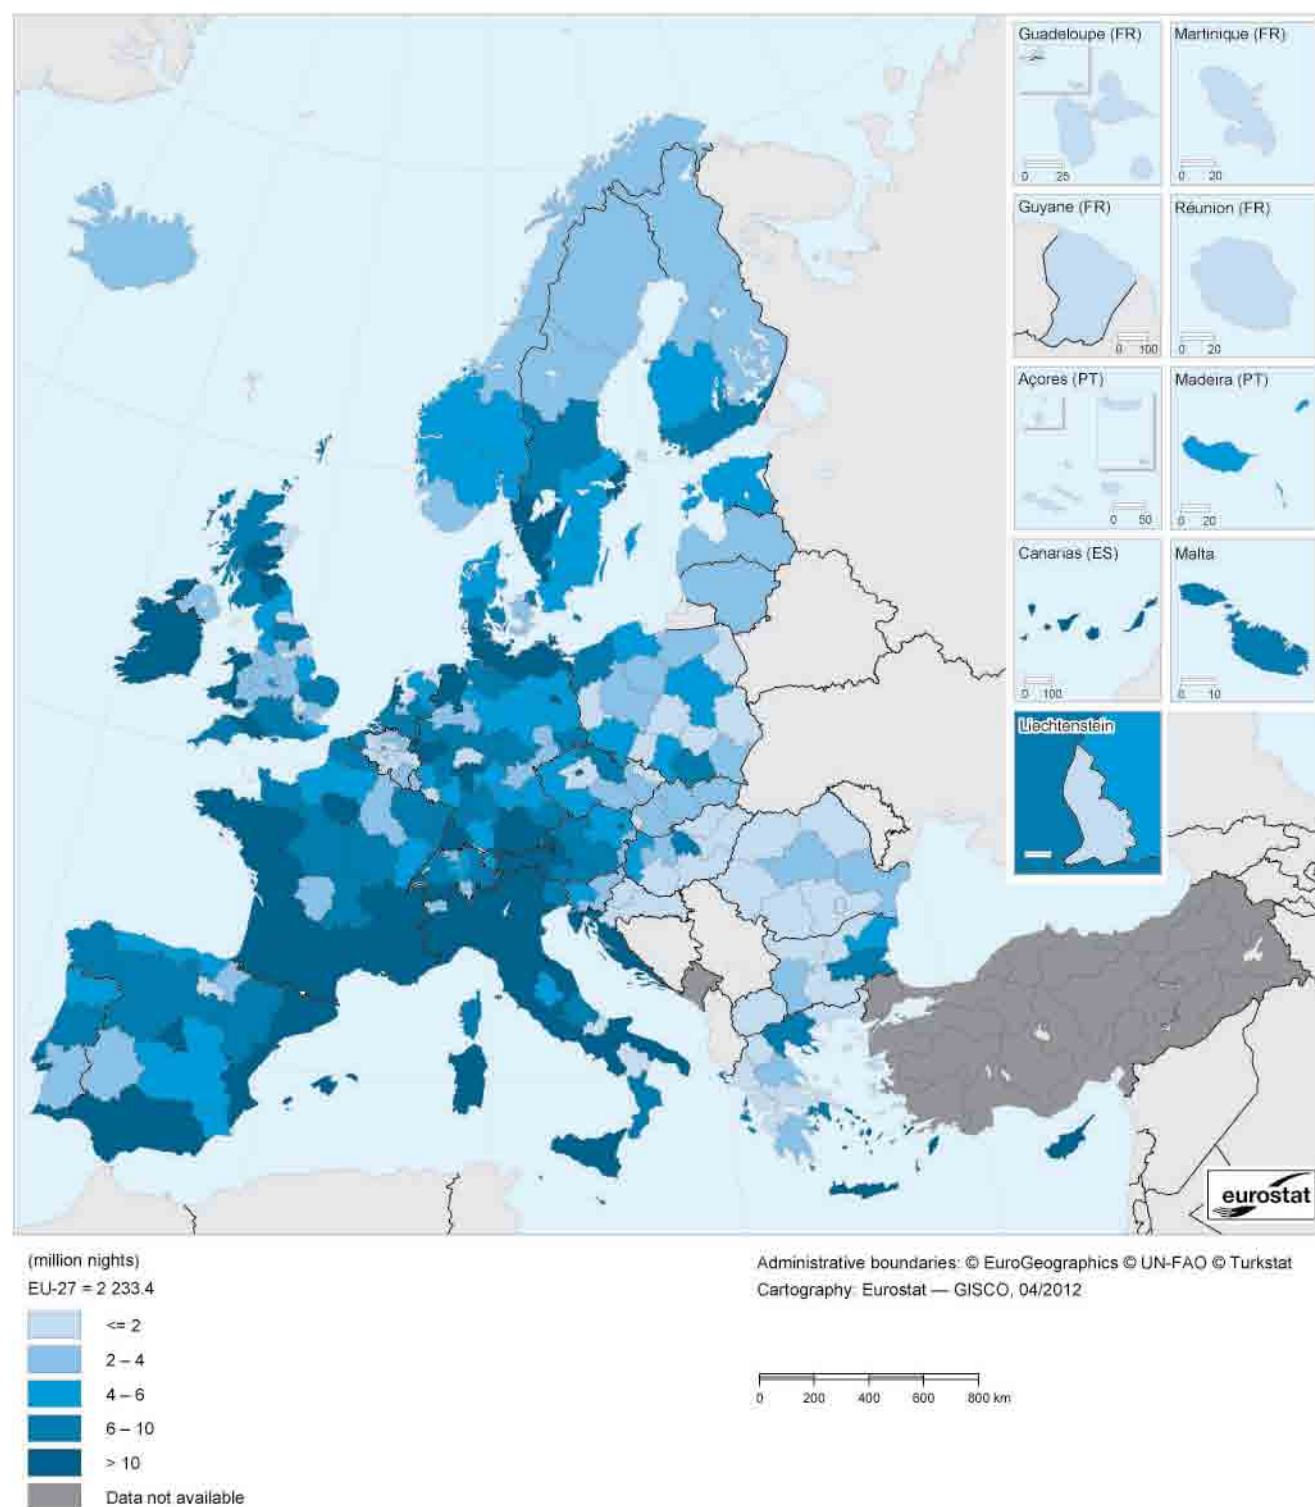 Guadeloupe (FR)
0 25
Martinique (FR)
0 20
Guyane (FR)
0 100
Réunion (FR)
0 20
Açores (PT)
0 50
Madeira (PT)
0 20
Canarias (ES)
0 100
Malta
0 10
Liechtenstein
eurostat
(million nights)
EU-27 = 2 233.4
<= 2
2 – 4
4 – 6
6 – 10
> 10
Data not available
Administrative boundaries: © EuroGeographics © UN-FAO © Turkstat
Cartography: Eurostat — GISCO, 04/2012
0 200 400 600 800 km